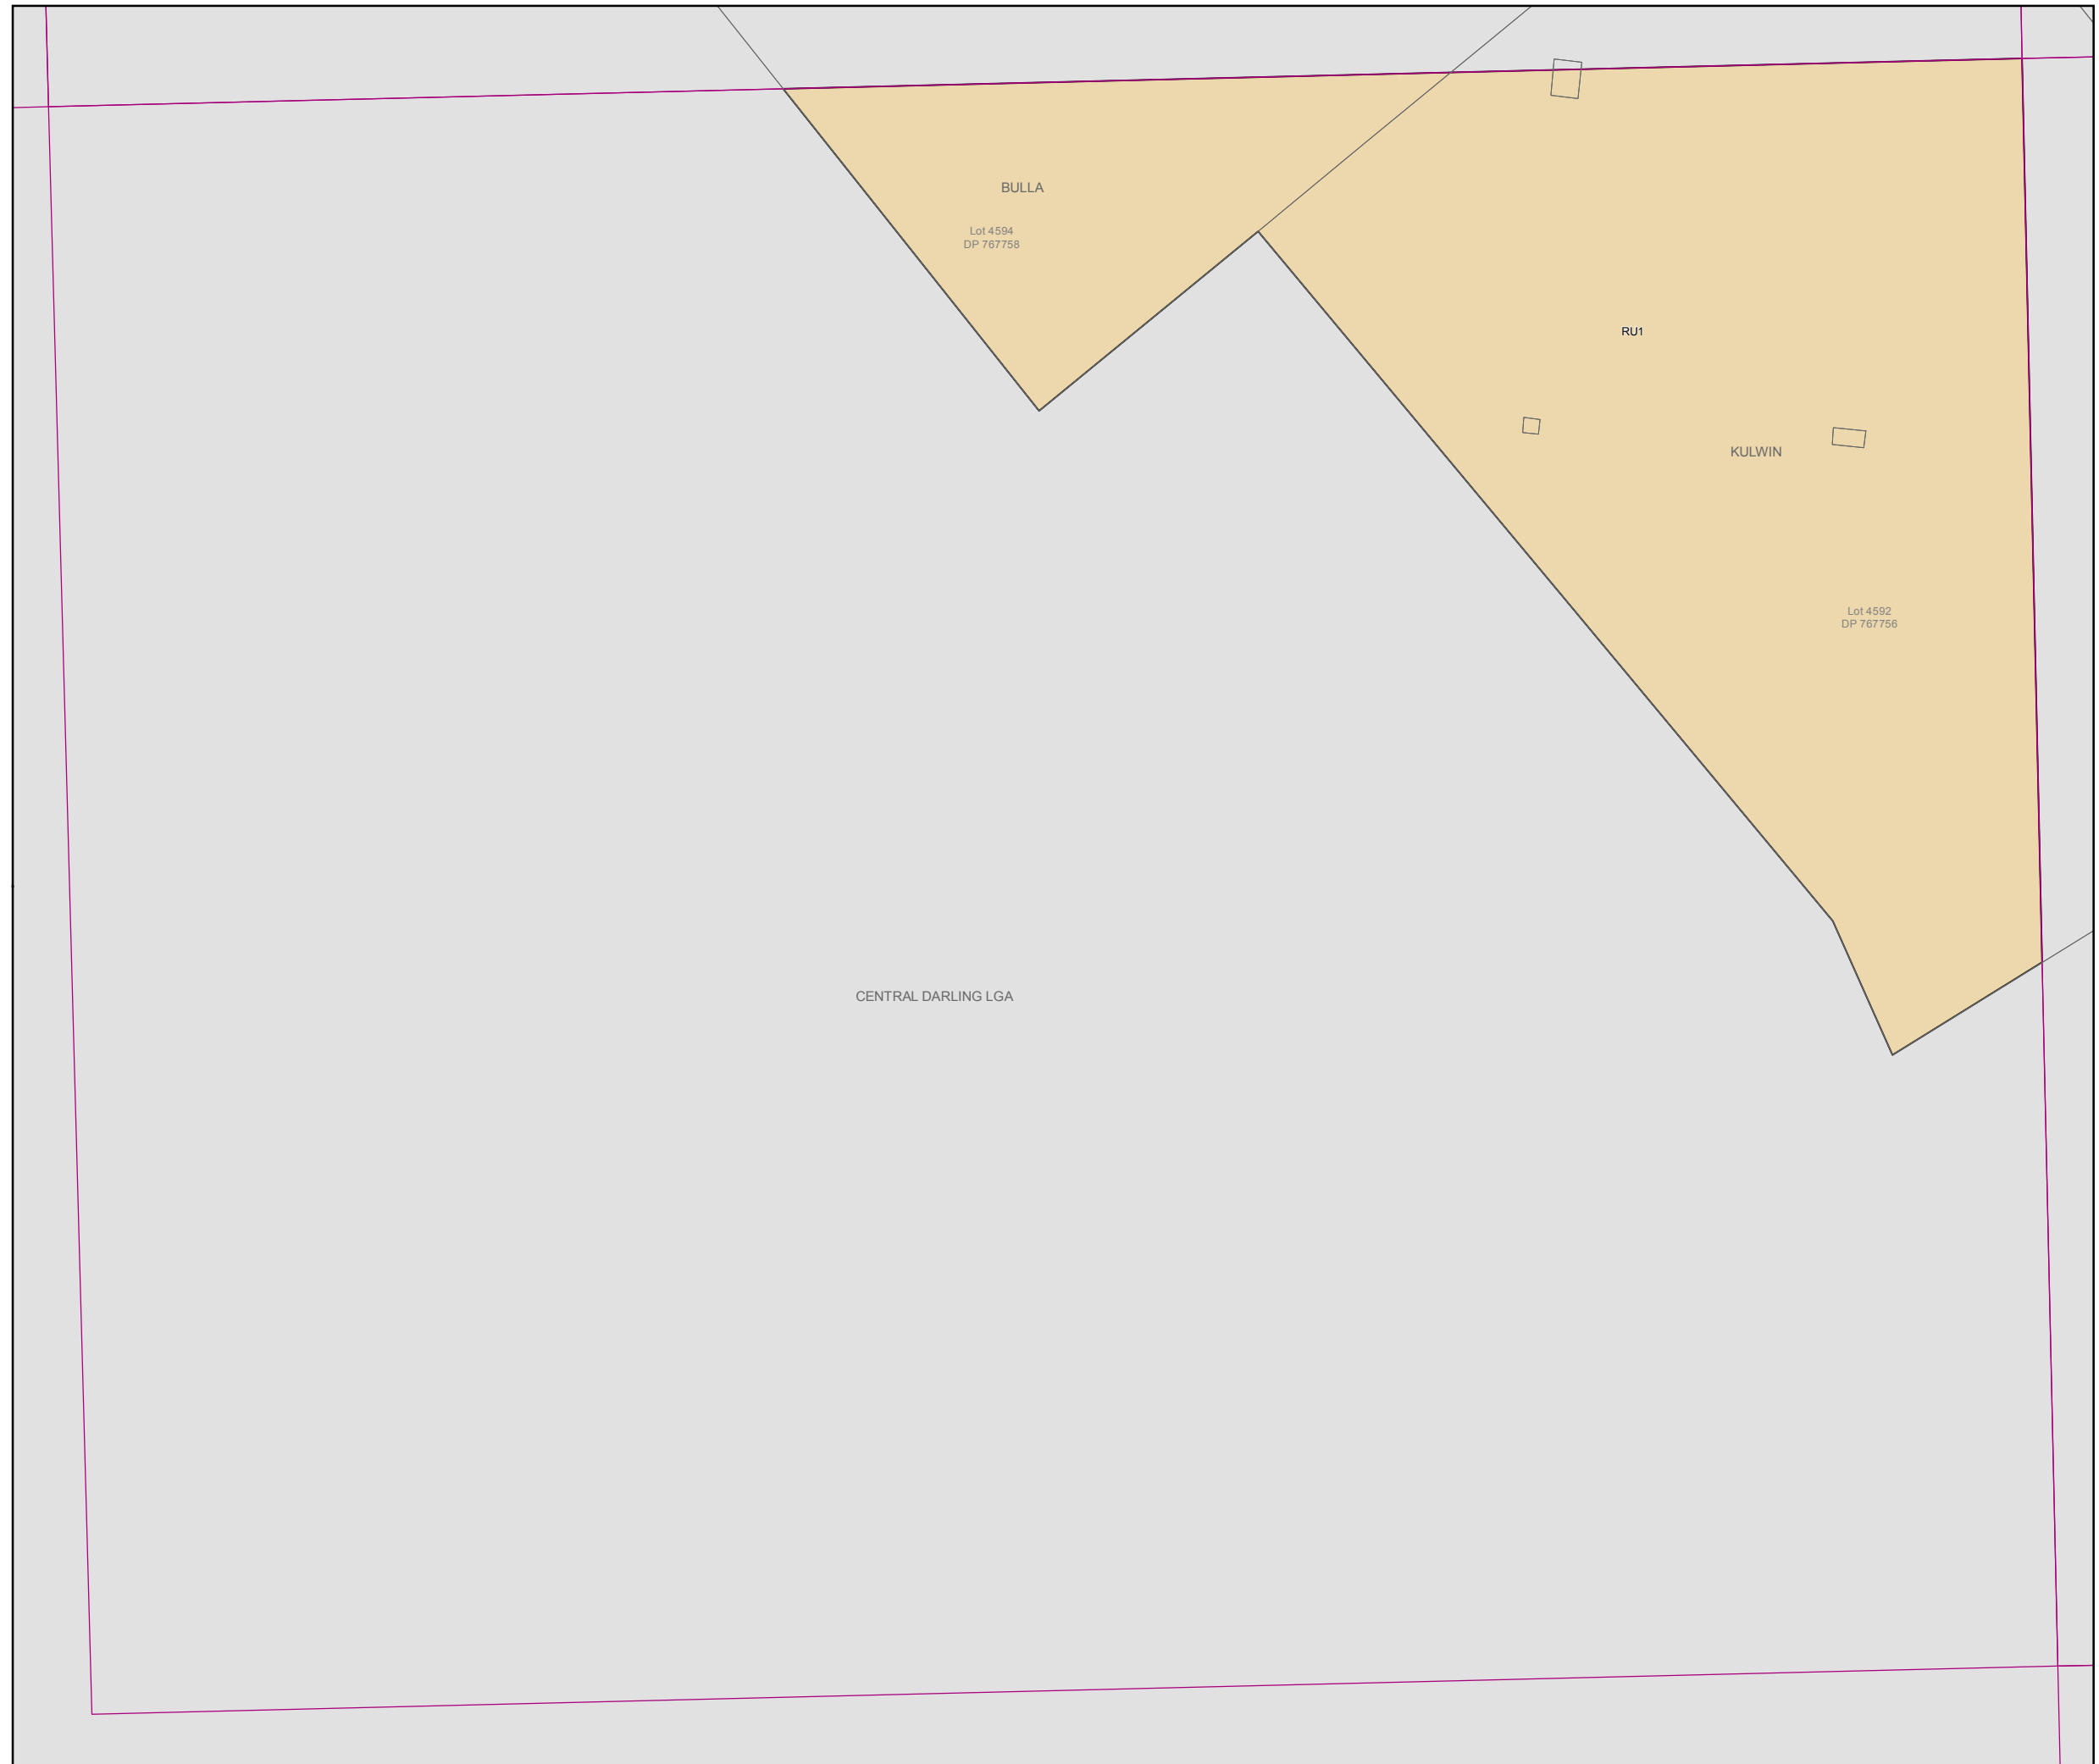 BULLA
Lot 4594
DP 767758
RU1
KULWIN
Lot 4592
DP 767756
CENTRAL DARLING LGA